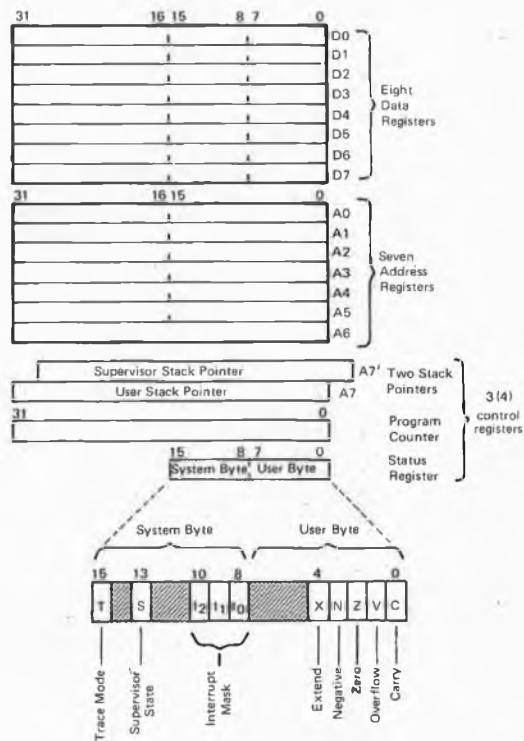 31 16 15 8 7 0
D0
D1
D2
D3
D4
D5
D6
D7
Eight
Data
Registers
31 16 15 0
A0
A1
A2
A3
A4
A5
A6
Seven
Address
Registers
Supervisor Stack Pointer A7'
User Stack Pointer A7
Two Stack
Pointers
31 0
Program
Counter
15 8 7 0
System Byte User Byte
Status
Register
3(4)
control
registers
System Byte User Byte
15 13 10 8 4 0
T S I2 I1 I0 X N Z V C
Trace Mode
Supervisor
State
Interrupt
Mask
Extend
Negative
Zero
Overflow
Carry